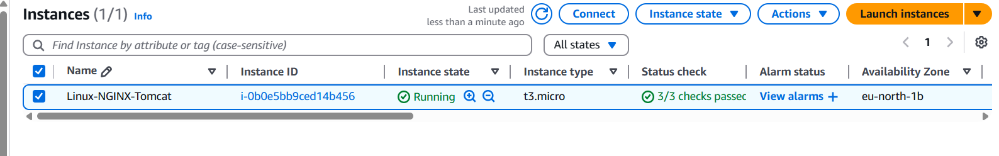 Instances (1/1) Info
Last updated
less than a minute ago
Connect
Instance state
Actions
Launch instances
Find Instance by attribute or tag (case-sensitive)
All states
1
Name Instance ID Instance state Instance type Status check Alarm status Availability Zone
Linux-NGINX-Tomcat i-0b0e5bb9ced14b456 Running t3.micro 3/3 checks passec View alarms + eu-north-1b